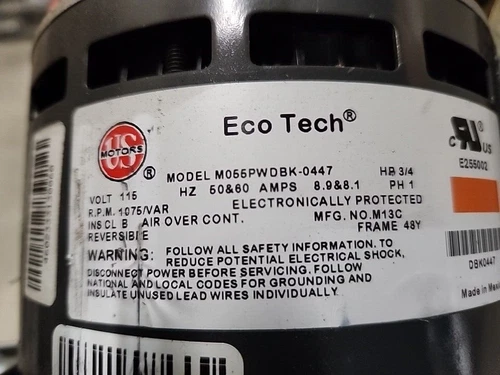 Eco Tech®
US
MOTORS
®
MODEL M055PWDBK-0447 HP 3/4
VOLT 115 HZ 50&60 AMPS 8.9&8.1 PH 1
R.P.M. 1075/VAR ELECTRONICALLY PROTECTED
INS CL B AIR OVER CONT. MFG. NO.M13C
REVERSIBLE FRAME 48Y
WARNING: FOLLOW ALL SAFETY INFORMATION. TO
REDUCE POTENTIAL ELECTRICAL SHOCK,
DISCONNECT POWER BEFORE SERVICING. FOLLOW
NATIONAL AND LOCAL CODES FOR GROUNDING AND
INSULATE UNUSED LEAD WIRES INDIVIDUALLY.
C US
E255002
DBK0447
Made in